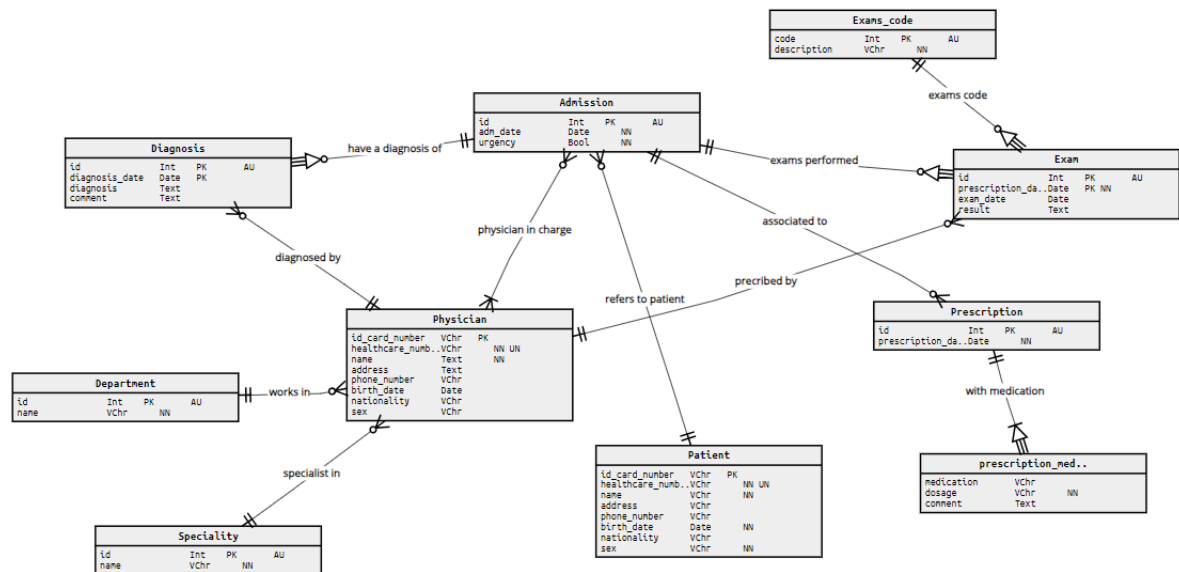 Exams_code
code Int PK AU
description VChr NN
exams code
Admission
id Int PK AU
adm_date Date NN
urgency Bool NN
Diagnosis
id Int PK AU
diagnosis_date Date PK
diagnosis Text
comment Text
have a diagnosis of
exams performed
Exam
id Int PK AU
prescription_da..Date PK NN
exam_date Date
result Text
physician in charge
associated to
diagnosed by
precribed by
refers to patient
Physician
id_card_number VChr PK
healthcare_numb..VChr NN UN
name Text NN
address Text
phone_number VChr
birth_date Date
nationality VChr
sex VChr
Prescription
id Int PK AU
prescription_da..Date NN
Department
id Int PK AU
name VChr NN
works in
with medication
specialist in
Patient
id_card_number VChr PK
healthcare_numb..VChr NN UN
name VChr NN
address VChr
phone_number VChr
birth_date Date NN
nationality VChr
sex VChr NN
prescription_med..
medication VChr
dosage VChr NN
comment Text
Speciality
id Int PK AU
name VChr NN